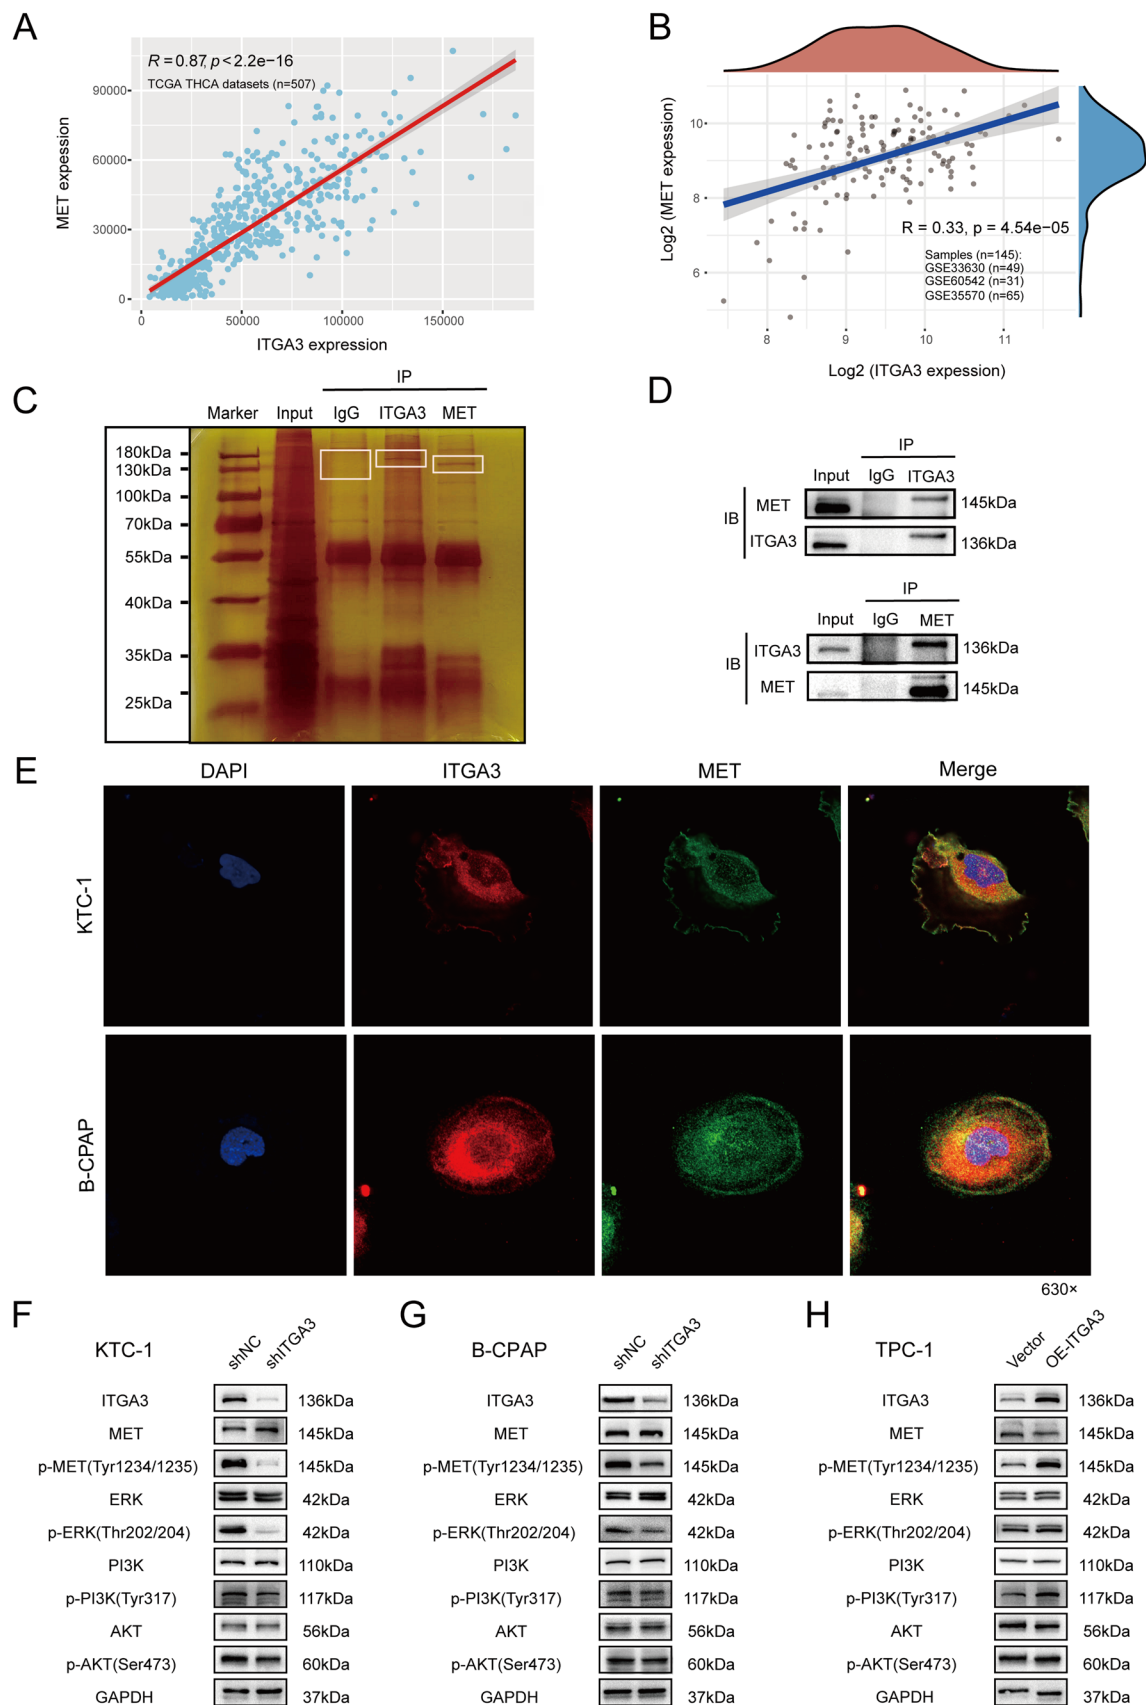 A
R = 0.87, p < 2.2e−16
TCGA THCA datasets (n=507)
MET expession
90000
60000
30000
0
0
50000
100000
150000
ITGA3 expression
B
Log2 (MET expession)
10
8
6
R = 0.33, p = 4.54e−05
Samples (n=145):
GSE33630 (n=49)
GSE60542 (n=31)
GSE35570 (n=65)
8
9
10
11
Log2 (ITGA3 expession)
C
IP
Marker Input IgG ITGA3 MET
180kDa
130kDa
100kDa
70kDa
55kDa
40kDa
35kDa
25kDa
D
IP
Input IgG ITGA3
IB
MET 145kDa
ITGA3 136kDa
IP
Input IgG MET
IB
ITGA3 136kDa
MET 145kDa
E
DAPI ITGA3 MET Merge
KTC-1
B-CPAP
630×
F
KTC-1
shNC shITGA3
ITGA3 136kDa
MET 145kDa
p-MET(Tyr1234/1235) 145kDa
ERK 42kDa
p-ERK(Thr202/204) 42kDa
PI3K 110kDa
p-PI3K(Tyr317) 117kDa
AKT 56kDa
p-AKT(Ser473) 60kDa
GAPDH 37kDa
G
B-CPAP
shNC shITGA3
ITGA3 136kDa
MET 145kDa
p-MET(Tyr1234/1235) 145kDa
ERK 42kDa
p-ERK(Thr202/204) 42kDa
PI3K 110kDa
p-PI3K(Tyr317) 117kDa
AKT 56kDa
p-AKT(Ser473) 60kDa
GAPDH 37kDa
H
TPC-1
Vector OE-ITGA3
ITGA3 136kDa
MET 145kDa
p-MET(Tyr1234/1235) 145kDa
ERK 42kDa
p-ERK(Thr202/204) 42kDa
PI3K 110kDa
p-PI3K(Tyr317) 117kDa
AKT 56kDa
p-AKT(Ser473) 60kDa
GAPDH 37kDa